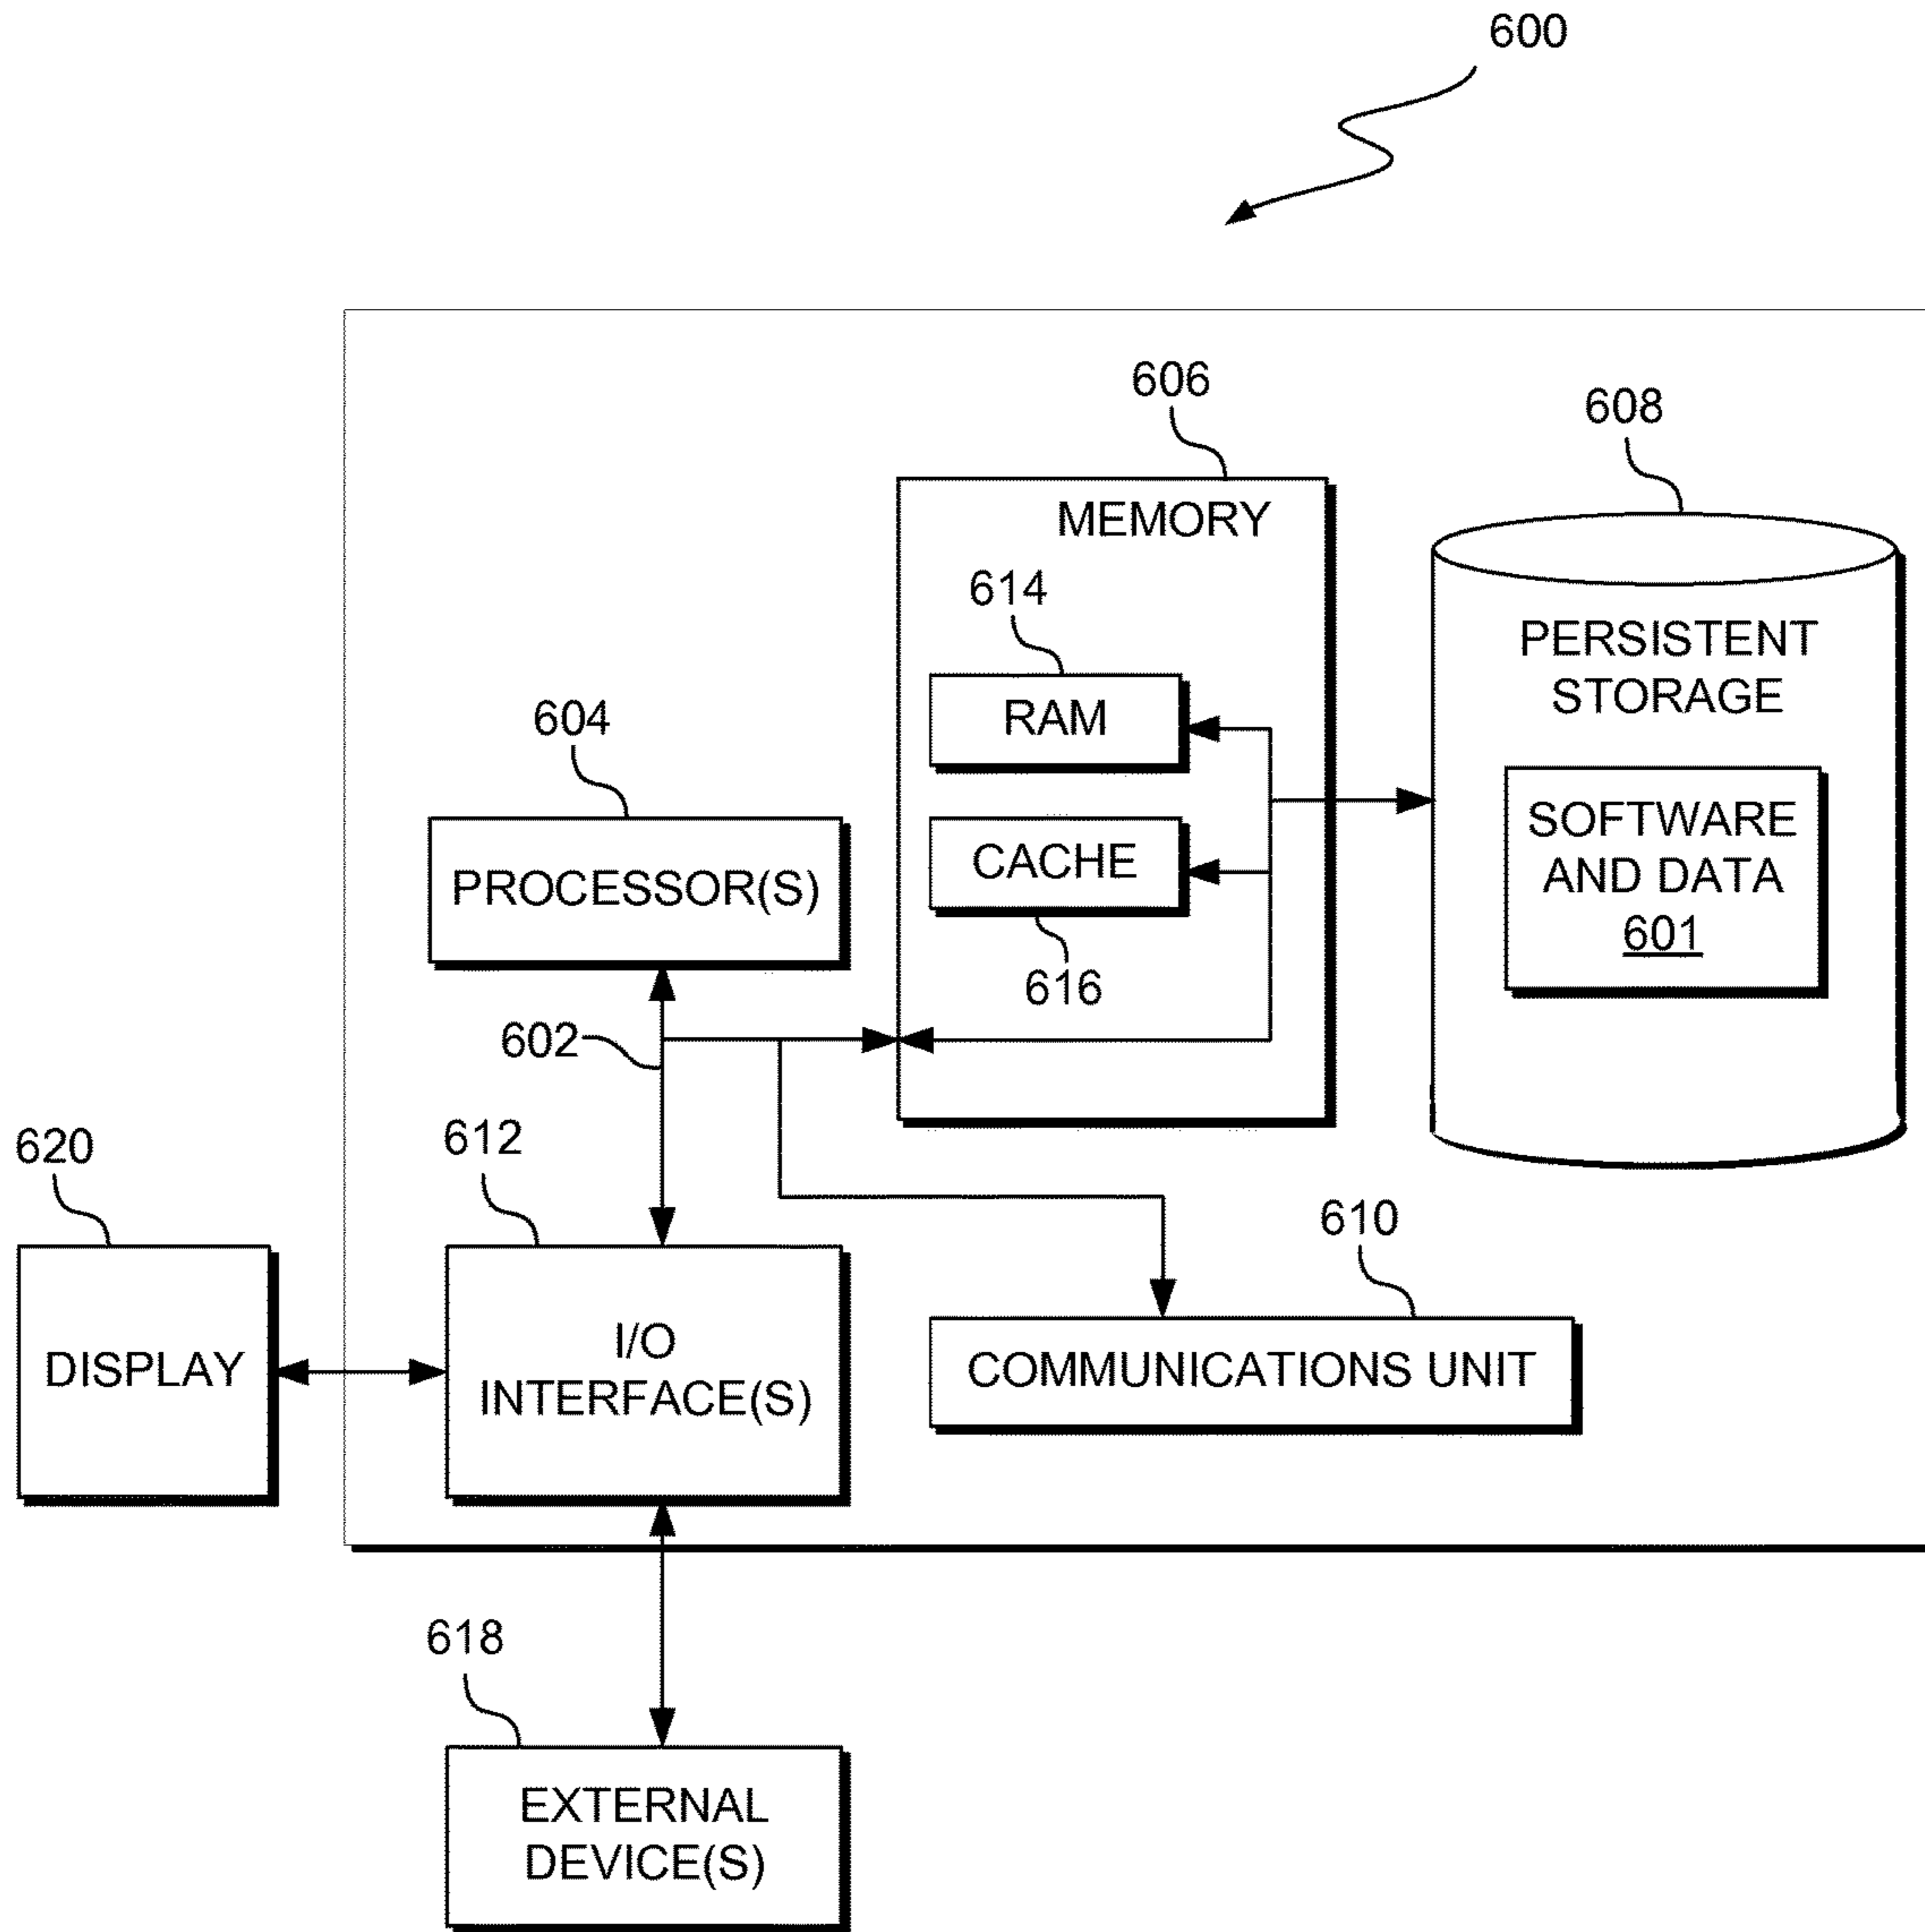 600
606
608
MEMORY
614
RAM
PERSISTENT
STORAGE
604
SOFTWARE
AND DATA
601
PROCESSOR(S)
CACHE
616
602
620
612
610
DISPLAY
I/O
INTERFACE(S)
COMMUNICATIONS UNIT
618
EXTERNAL
DEVICE(S)